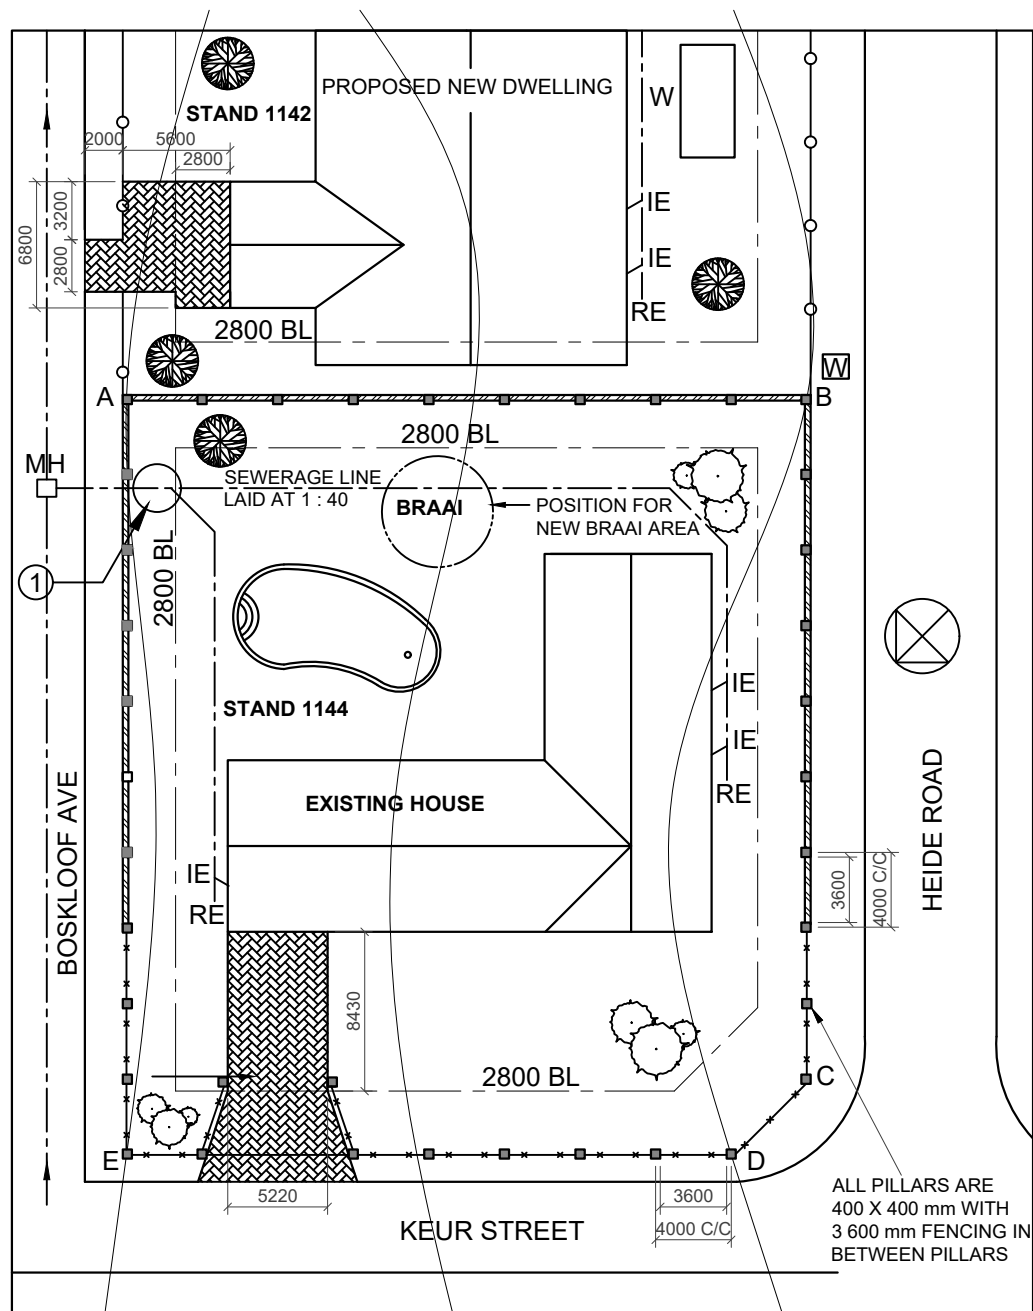 PROPOSED NEW DWELLING
STAND 1142
W
2000
5600
2800
6800
3200
2800
IE
IE
RE
2800 BL
W
A
B
2800 BL
MH
SEWERAGE LINE
LAID AT 1 : 40
BRAAI
POSITION FOR
NEW BRAAI AREA
2800 BL
1
STAND 1144
IE
IE
RE
EXISTING HOUSE
BOSKLOOF AVE
HEIDE ROAD
IE
RE
3600
4000 C/C
8430
2800 BL
C
E
D
5220
3600
4000 C/C
KEUR STREET
ALL PILLARS ARE
400 X 400 mm WITH
3 600 mm FENCING IN
BETWEEN PILLARS